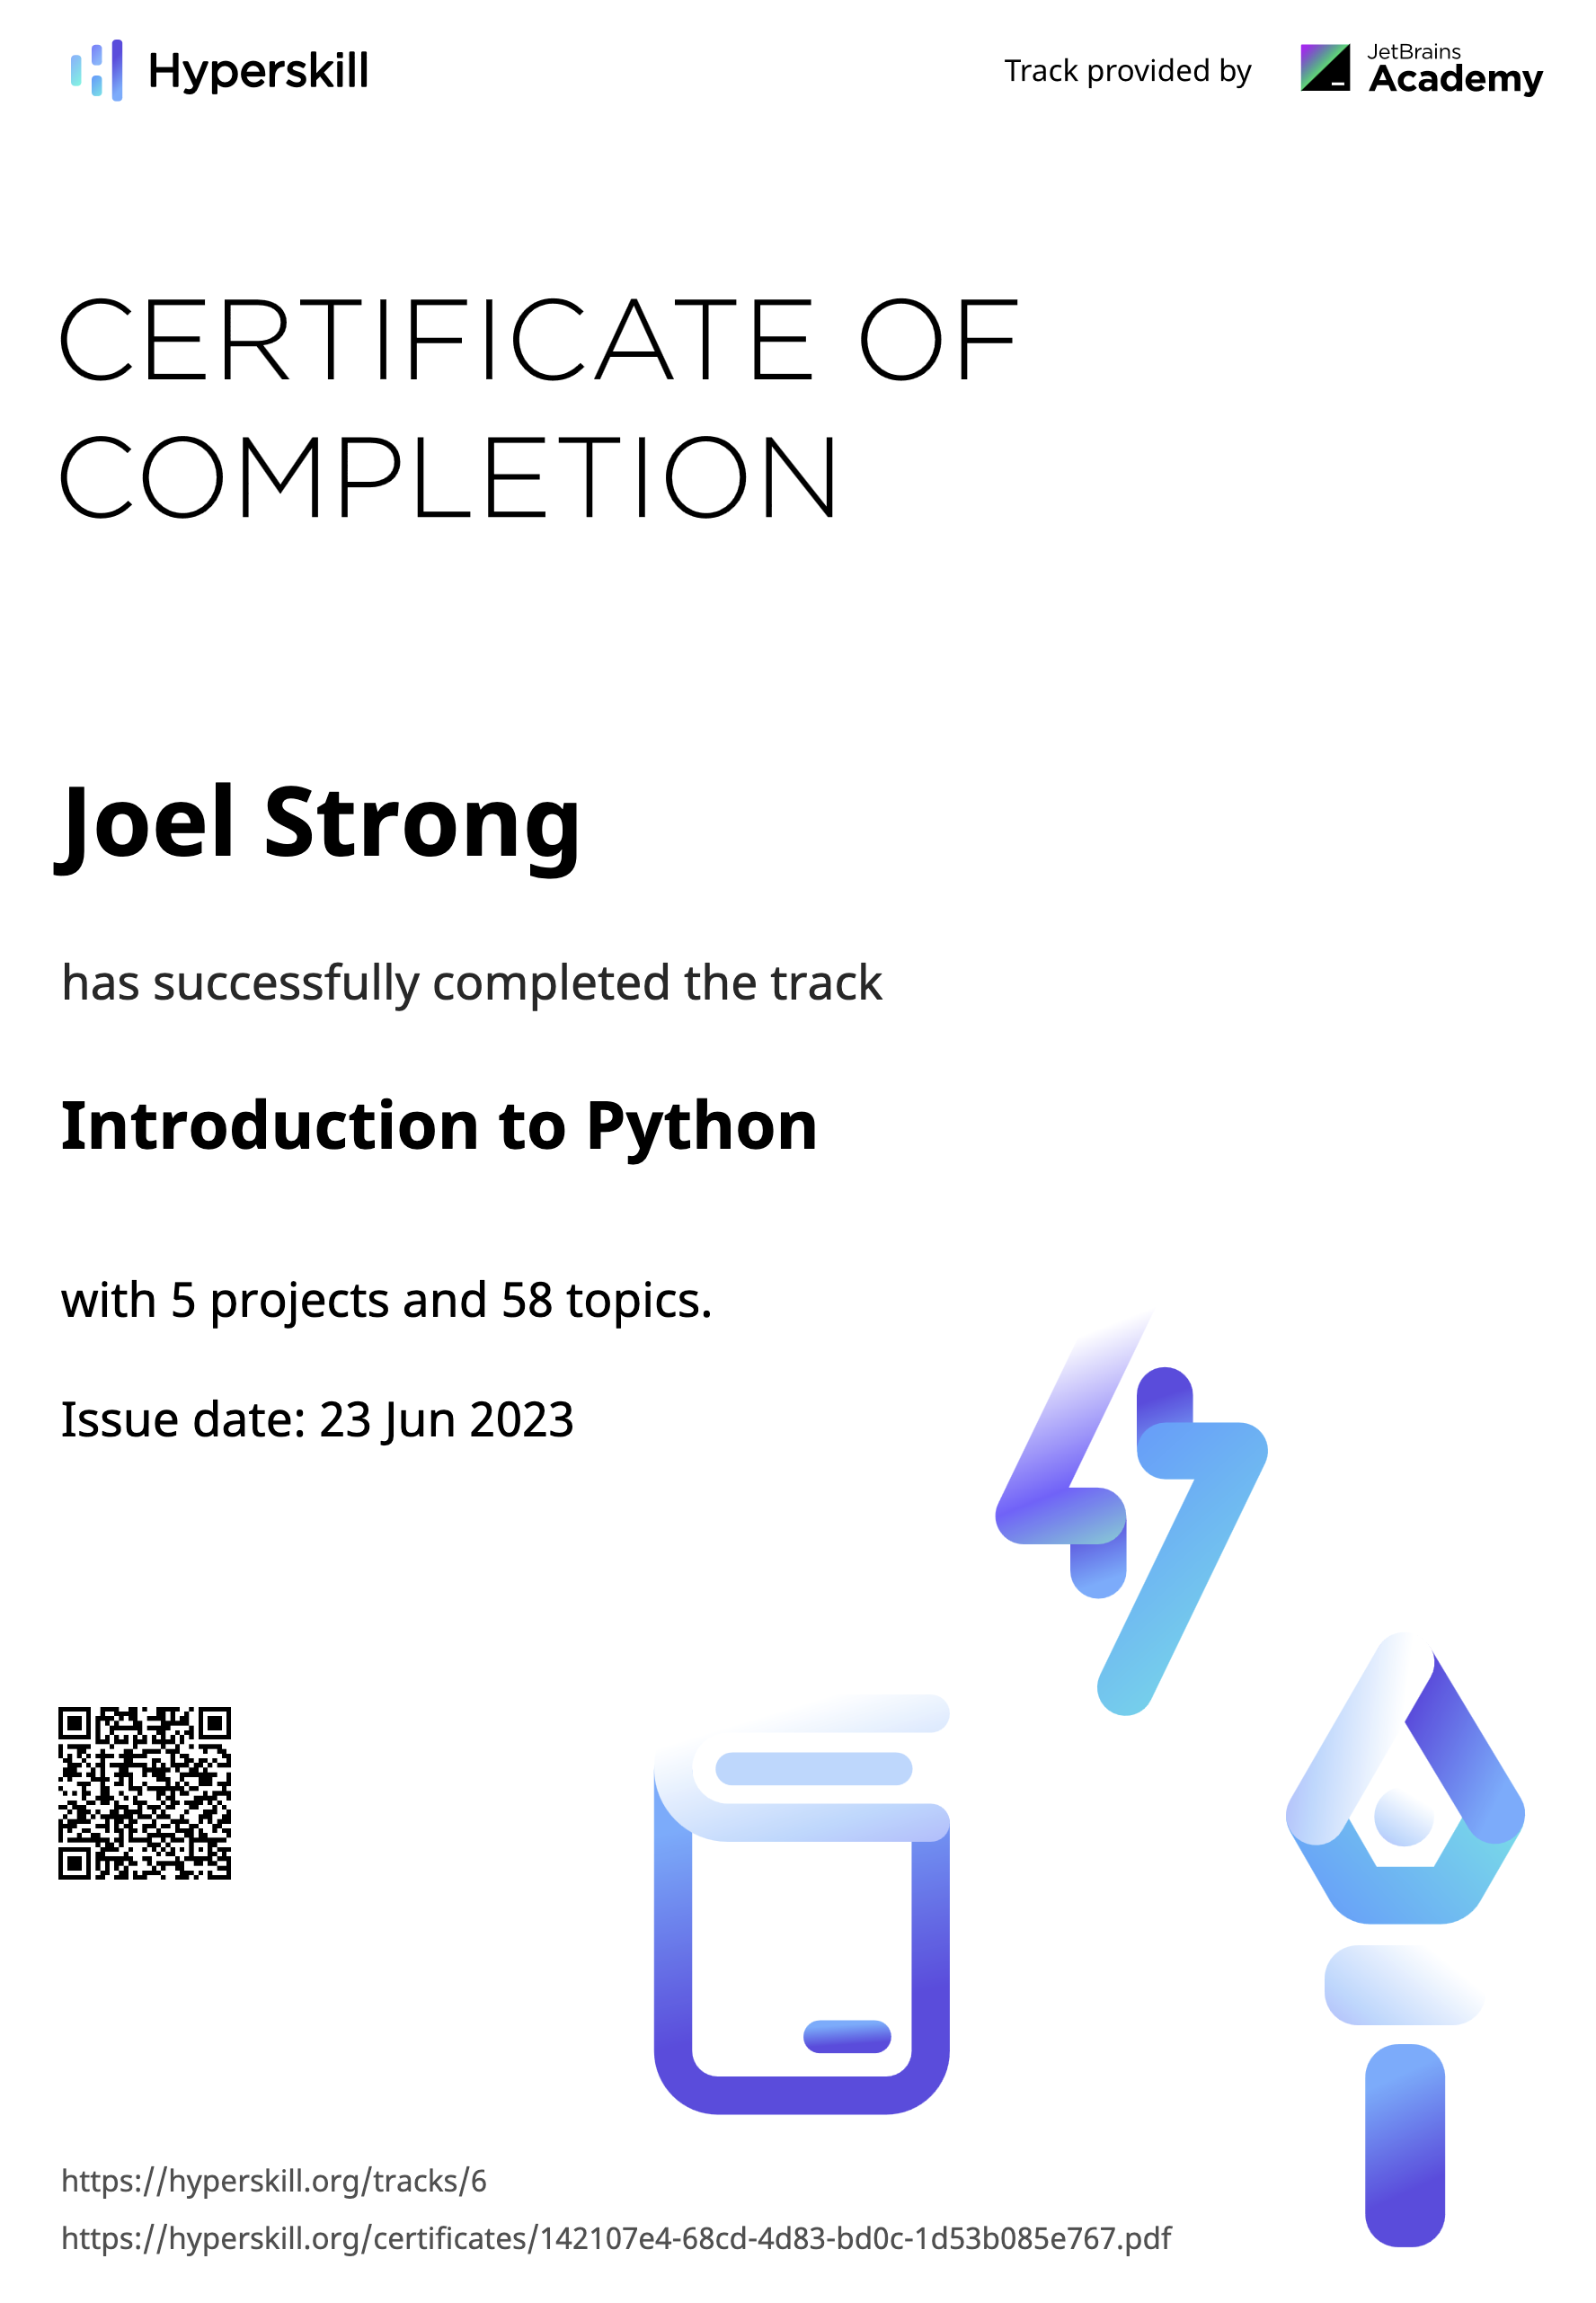 Hyperskill
Track provided by
JetBrains
Academy
CERTIFICATE OF
COMPLETION
Joel Strong
has successfully completed the track
Introduction to Python
with 5 projects and 58 topics.
Issue date: 23 Jun 2023
https://hyperskill.org/tracks/6
https://hyperskill.org/certificates/142107e4-68cd-4d83-bd0c-1d53b085e767.pdf